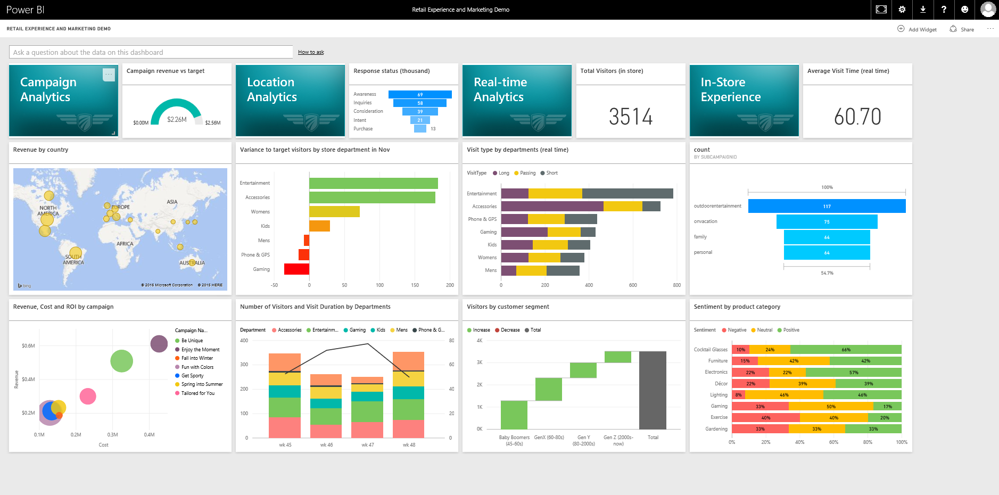 Power BI
Retail Experience and Marketing Demo
?
RETAIL EXPERIENCE AND MARKETING DEMO
Add Widget
Share
Ask a question about the data on this dashboard
How to ask
Campaign
Analytics
Campaign revenue vs target
$0.00M
$2.26M
$2.56M
Location
Analytics
Response status (thousand)
Awareness 69
Inquiries 58
Consideration 39
Intent 21
Purchase 13
Real-time
Analytics
Total Visitors (in store)
3514
In-Store
Experience
Average Visit Time (real time)
60.70
Revenue by country
NORTH
AMERICA
EUROPE
ASIA
AFRICA
SOUTH
AMERICA
AUSTRALIA
bing
© 2015 Microsoft Corporation © 2015 HERE
Variance to target visitors by store department in Nov
Entertainment
Accessories
Womens
Kids
Mens
Phone & GPS
Gaming
-50 0 50 100 150 200
Visit type by departments (real time)
VisitType Long Passing Short
Entertainment
Accessories
Phone & GPS
Gaming
Kids
Womens
Mens
0 200 400 600 800
count
BY SUBCAMPAIGNID
100%
outdoorentertainment 117
onvacation 75
family 64
personal 64
54.7%
Revenue, Cost and ROI by campaign
Campaign Na...
Be Unique
Enjoy the Moment
Fall into Winter
Fun with Colors
Get Sporty
Spring into Summer
Tailored for You
Revenue
$0.6M
$0.4M
$0.2M
0.1M 0.2M 0.3M 0.4M
Cost
Number of Visitors and Visit Duration by Departments
Department Accessories Entertainm... Gaming Kids Mens Phone & G...
400 80
300 60
200 40
100 20
0 0
wk 45 wk 46 wk 47 wk 48
Visitors by customer segment
Increase Decrease Total
4K
3K
2K
1K
0K
Baby Boomers GenX (60-80s) Gen Y Gen Z (2000s- Total
(45-60s) (80-2000s) now)
Sentiment by product category
Sentiment Negative Neutral Positive
Cocktail Glasses 10% 24% 66%
Furniture 15% 42% 42%
Electronics 22% 22% 57%
Décor 22% 39% 39%
Lighting 8% 46% 46%
Gaming 33% 50% 17%
Exercise 40% 40% 20%
Gardening 33% 33% 33%
0% 20% 40% 60% 80% 100%